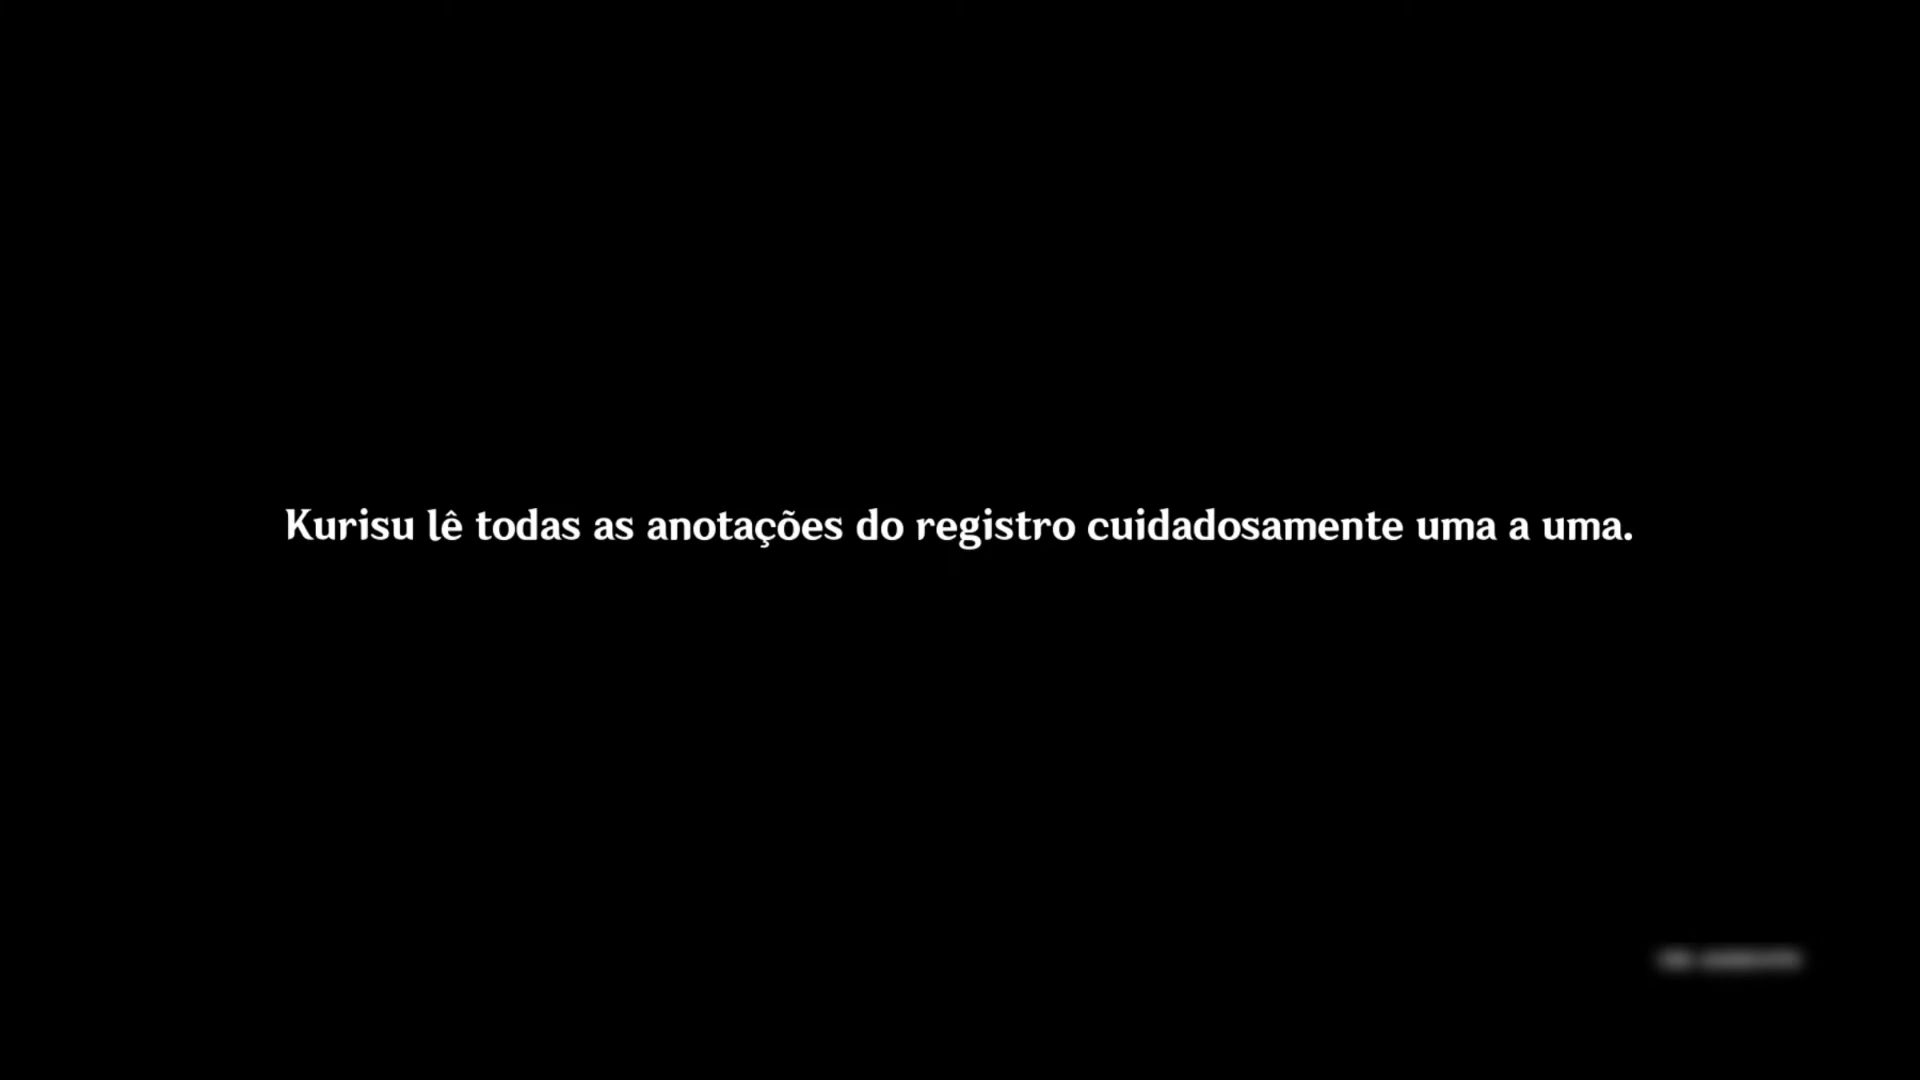 Kurisu lê todas as anotações do registro cuidadosamente uma a uma.